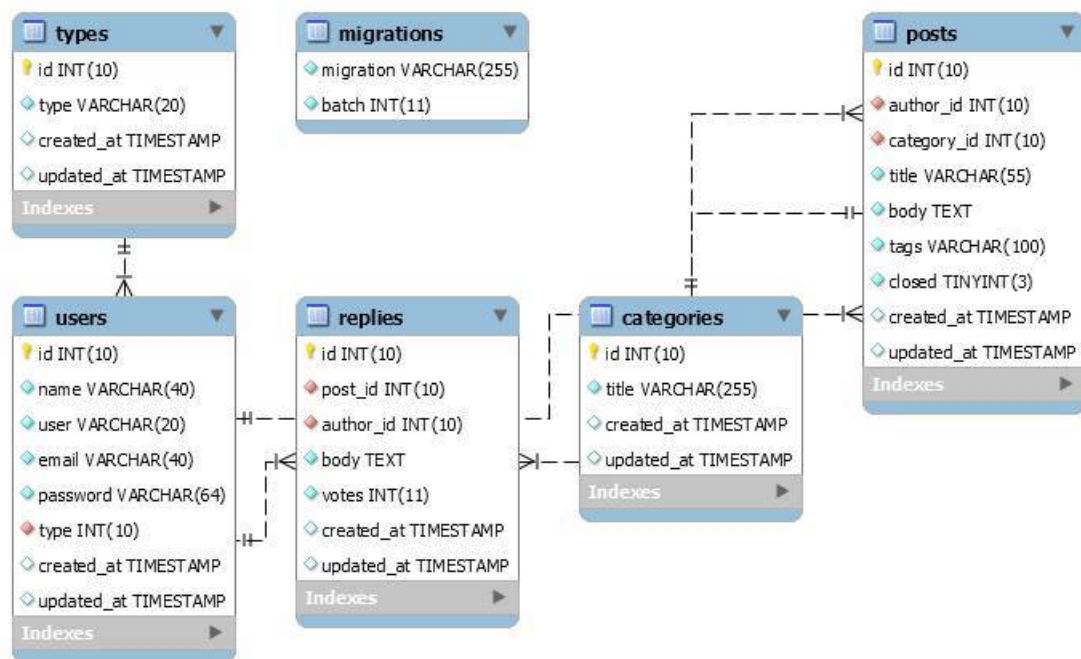 types
id INT(10)
type VARCHAR(20)
created_at TIMESTAMP
updated_at TIMESTAMP
Indexes
migrations
migration VARCHAR(255)
batch INT(11)
posts
id INT(10)
author_id INT(10)
category_id INT(10)
title VARCHAR(55)
body TEXT
tags VARCHAR(100)
closed TINYINT(3)
created_at TIMESTAMP
updated_at TIMESTAMP
Indexes
users
id INT(10)
name VARCHAR(40)
user VARCHAR(20)
email VARCHAR(40)
password VARCHAR(64)
type INT(10)
created_at TIMESTAMP
updated_at TIMESTAMP
Indexes
replies
id INT(10)
post_id INT(10)
author_id INT(10)
body TEXT
votes INT(11)
created_at TIMESTAMP
updated_at TIMESTAMP
Indexes
categories
id INT(10)
title VARCHAR(255)
created_at TIMESTAMP
updated_at TIMESTAMP
Indexes